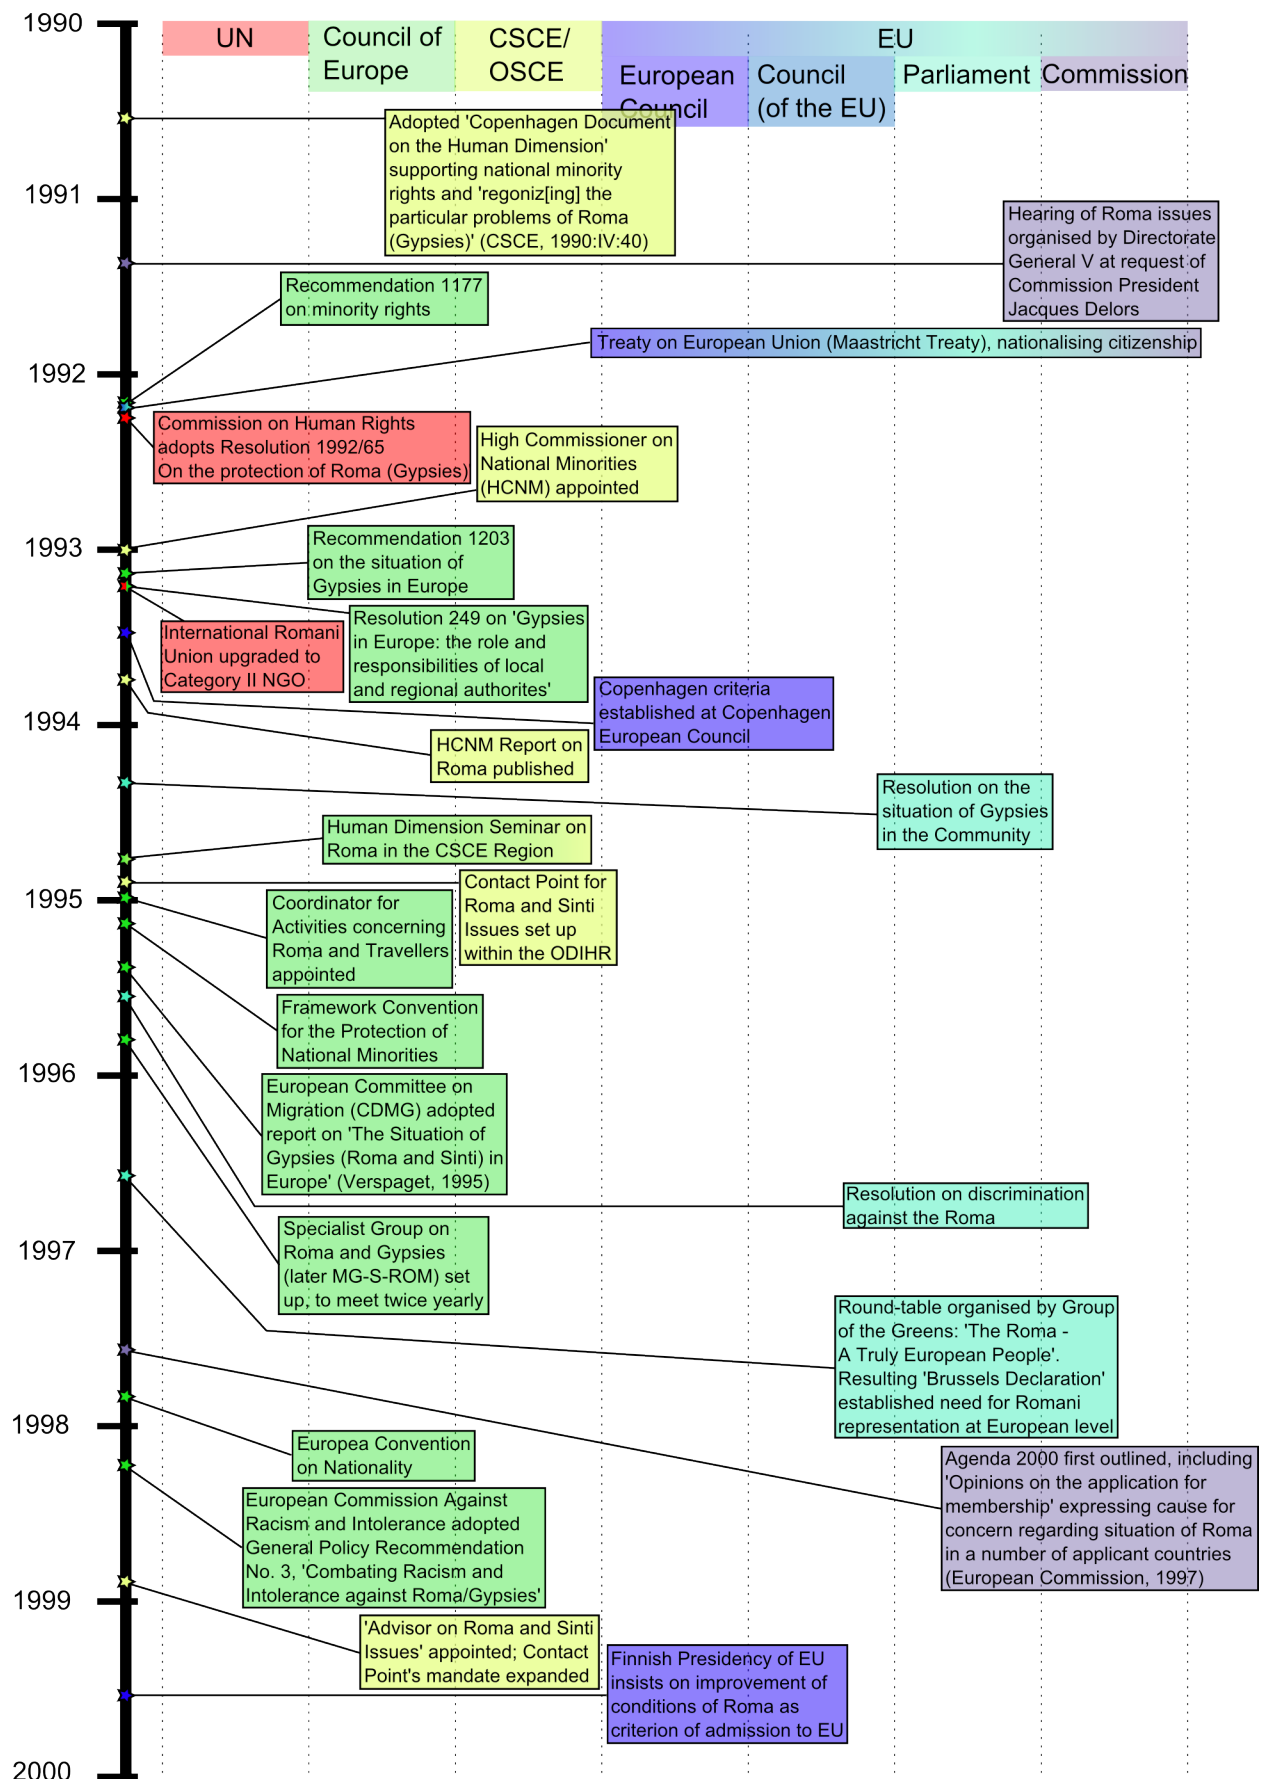 1990
UN
Council of
Europe
CSCE/
OSCE
EU
European
Council
Council
(of the EU)
Parliament
Commission
Adopted 'Copenhagen Document
on the Human Dimension'
supporting national minority
rights and 'regoniz[ing] the
particular problems of Roma
(Gypsies)' (CSCE, 1990:IV:40)
1991
Hearing of Roma issues
organised by Directorate
General V at request of
Commission President
Jacques Delors
Recommendation 1177
on minority rights
Treaty on European Union (Maastricht Treaty), nationalising citizenship
1992
Commission on Human Rights
adopts Resolution 1992/65
On the protection of Roma (Gypsies)'
High Commissioner on
National Minorities
(HCNM) appointed
1993
Recommendation 1203
on the situation of
Gypsies in Europe
Resolution 249 on 'Gypsies
in Europe: the role and
responsibilities of local
and regional authorites'
International Romani
Union upgraded to
Category II NGO
Copenhagen criteria
established at Copenhagen
European Council
1994
HCNM Report on
Roma published
Resolution on the
situation of Gypsies
in the Community
Human Dimension Seminar on
Roma in the CSCE Region
Contact Point for
Roma and Sinti
Issues set up
within the ODIHR
1995
Coordinator for
Activities concerning
Roma and Travellers
appointed
Framework Convention
for the Protection of
National Minorities
1996
European Committee on
Migration (CDMG) adopted
report on 'The Situation of
Gypsies (Roma and Sinti) in
Europe' (Verspaget, 1995)
Resolution on discrimination
against the Roma
Specialist Group on
Roma and Gypsies
(later MG-S-ROM) set
up, to meet twice yearly
1997
Round-table organised by Group
of the Greens: 'The Roma -
A Truly European People'.
Resulting 'Brussels Declaration'
established need for Romani
representation at European level
1998
Europea Convention
on Nationality
Agenda 2000 first outlined, including
'Opinions on the application for
membership' expressing cause for
concern regarding situation of Roma
in a number of applicant countries
(European Commission, 1997)
European Commission Against
Racism and Intolerance adopted
General Policy Recommendation
No. 3, 'Combating Racism and
Intolerance against Roma/Gypsies'
1999
'Advisor on Roma and Sinti
Issues' appointed; Contact
Point's mandate expanded
Finnish Presidency of EU
insists on improvement of
conditions of Roma as
criterion of admission to EU
2000